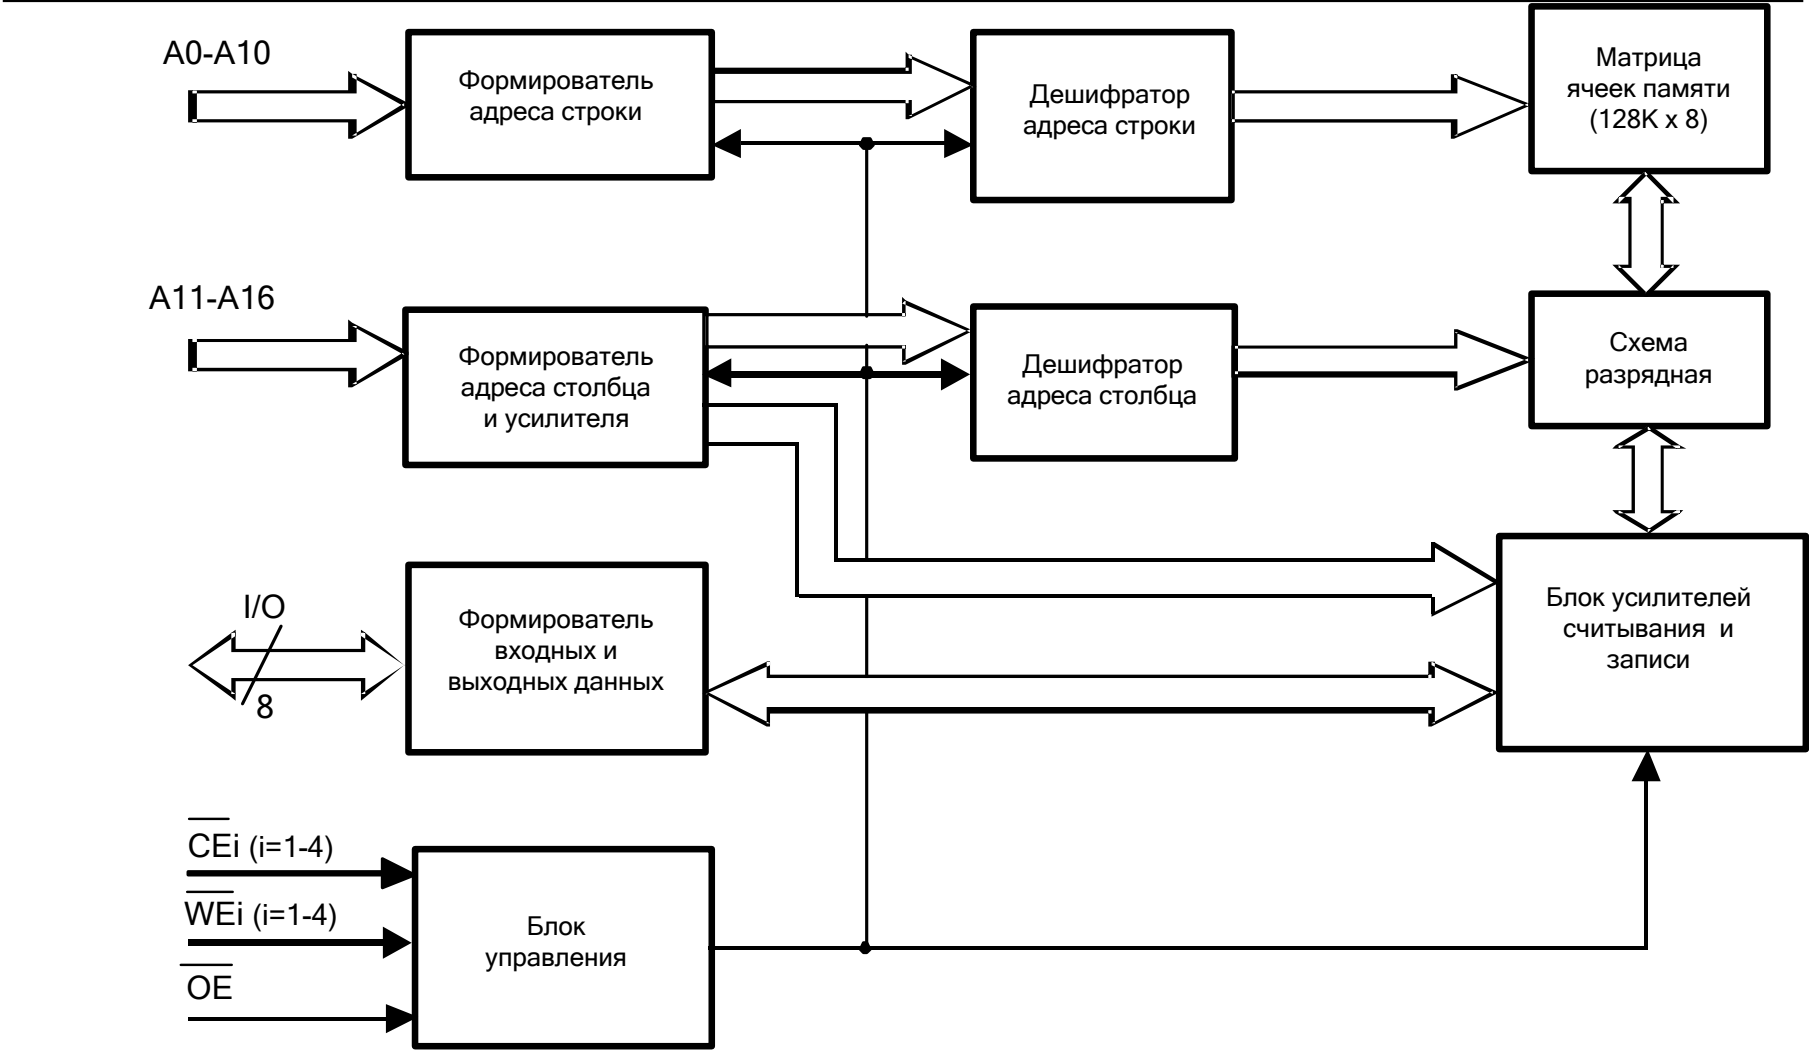 A0-A10
Формирователь
адреса строки
Дешифратор
адреса строки
Матрица
ячеек памяти
(128K x 8)
A11-A16
Формирователь
адреса столбца
и усилителя
Дешифратор
адреса столбца
Схема
разрядная
I/O
8
Формирователь
входных и
выходных данных
Блок усилителей
считывания и
записи
CEi (i=1-4)
WEi (i=1-4)
OE
Блок
управления